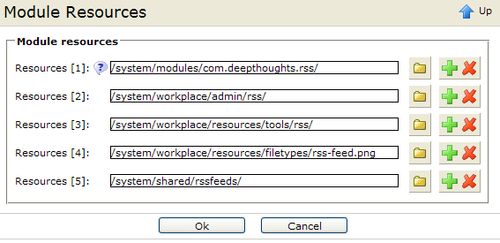 Module Resources
Up
Module resources
Resources [1]: /system/modules/com.deepthoughts.rss/
Resources [2]: /system/workplace/admin/rss/
Resources [3]: /system/workplace/resources/tools/rss/
Resources [4]: /system/workplace/resources/filetypes/rss-feed.png
Resources [5]: /system/shared/rssfeeds/
Ok Cancel